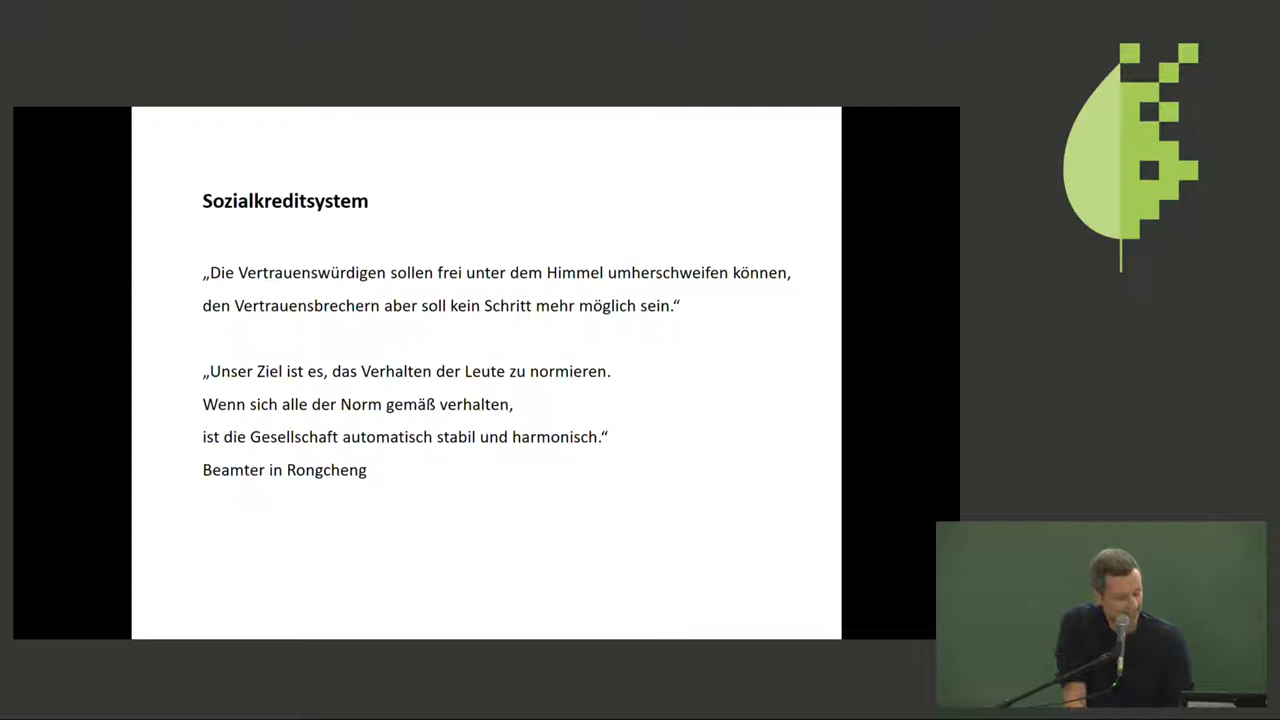 Sozialkreditsystem
„Die Vertrauenswürdigen sollen frei unter dem Himmel umherschweifen können,
den Vertrauensbrechern aber soll kein Schritt mehr möglich sein.“
„Unser Ziel ist es, das Verhalten der Leute zu normieren.
Wenn sich alle der Norm gemäß verhalten,
ist die Gesellschaft automatisch stabil und harmonisch.“
Beamter in Rongcheng